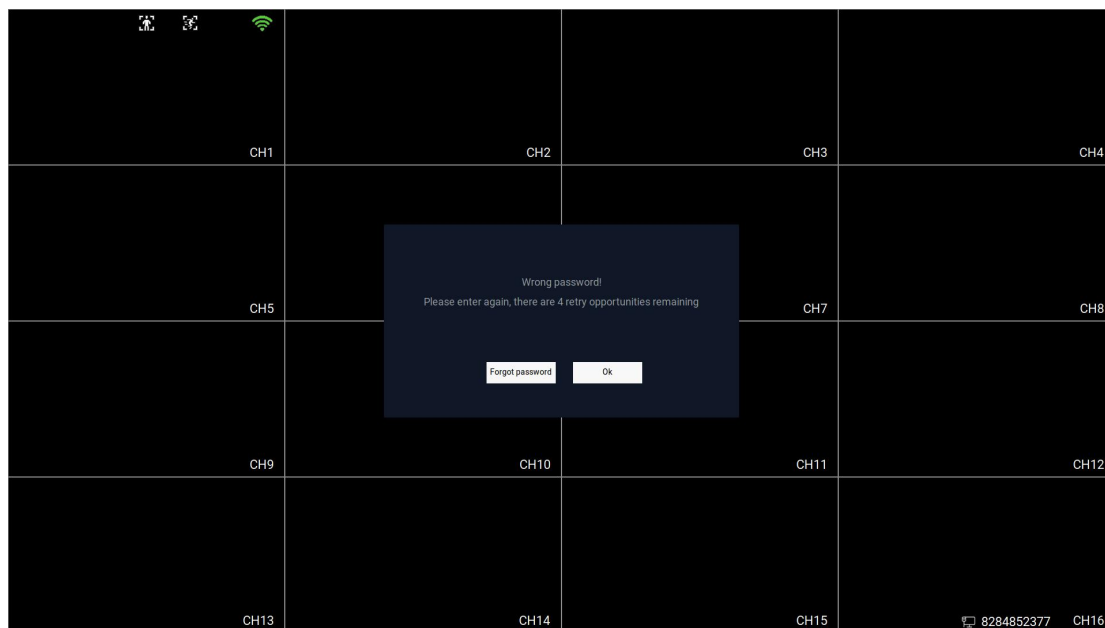 CH1
CH2
CH3
CH4
CH5
CH7
CH8
Wrong password!
Please enter again, there are 4 retry opportunities remaining
Forgot password
Ok
CH9
CH10
CH11
CH12
CH13
CH14
CH15
8284852377
CH16